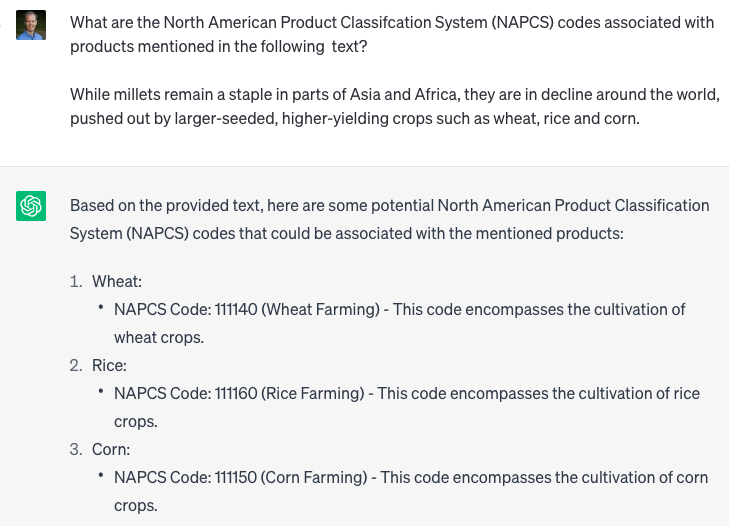 What are the North American Product Classifcation System (NAPCS) codes associated with
products mentioned in the following text?
While millets remain a staple in parts of Asia and Africa, they are in decline around the world,
pushed out by larger-seeded, higher-yielding crops such as wheat, rice and corn.
Based on the provided text, here are some potential North American Product Classification
System (NAPCS) codes that could be associated with the mentioned products:
1. Wheat:
• NAPCS Code: 111140 (Wheat Farming) - This code encompasses the cultivation of
wheat crops.
2. Rice:
• NAPCS Code: 111160 (Rice Farming) - This code encompasses the cultivation of rice
crops.
3. Corn:
• NAPCS Code: 111150 (Corn Farming) - This code encompasses the cultivation of corn
crops.